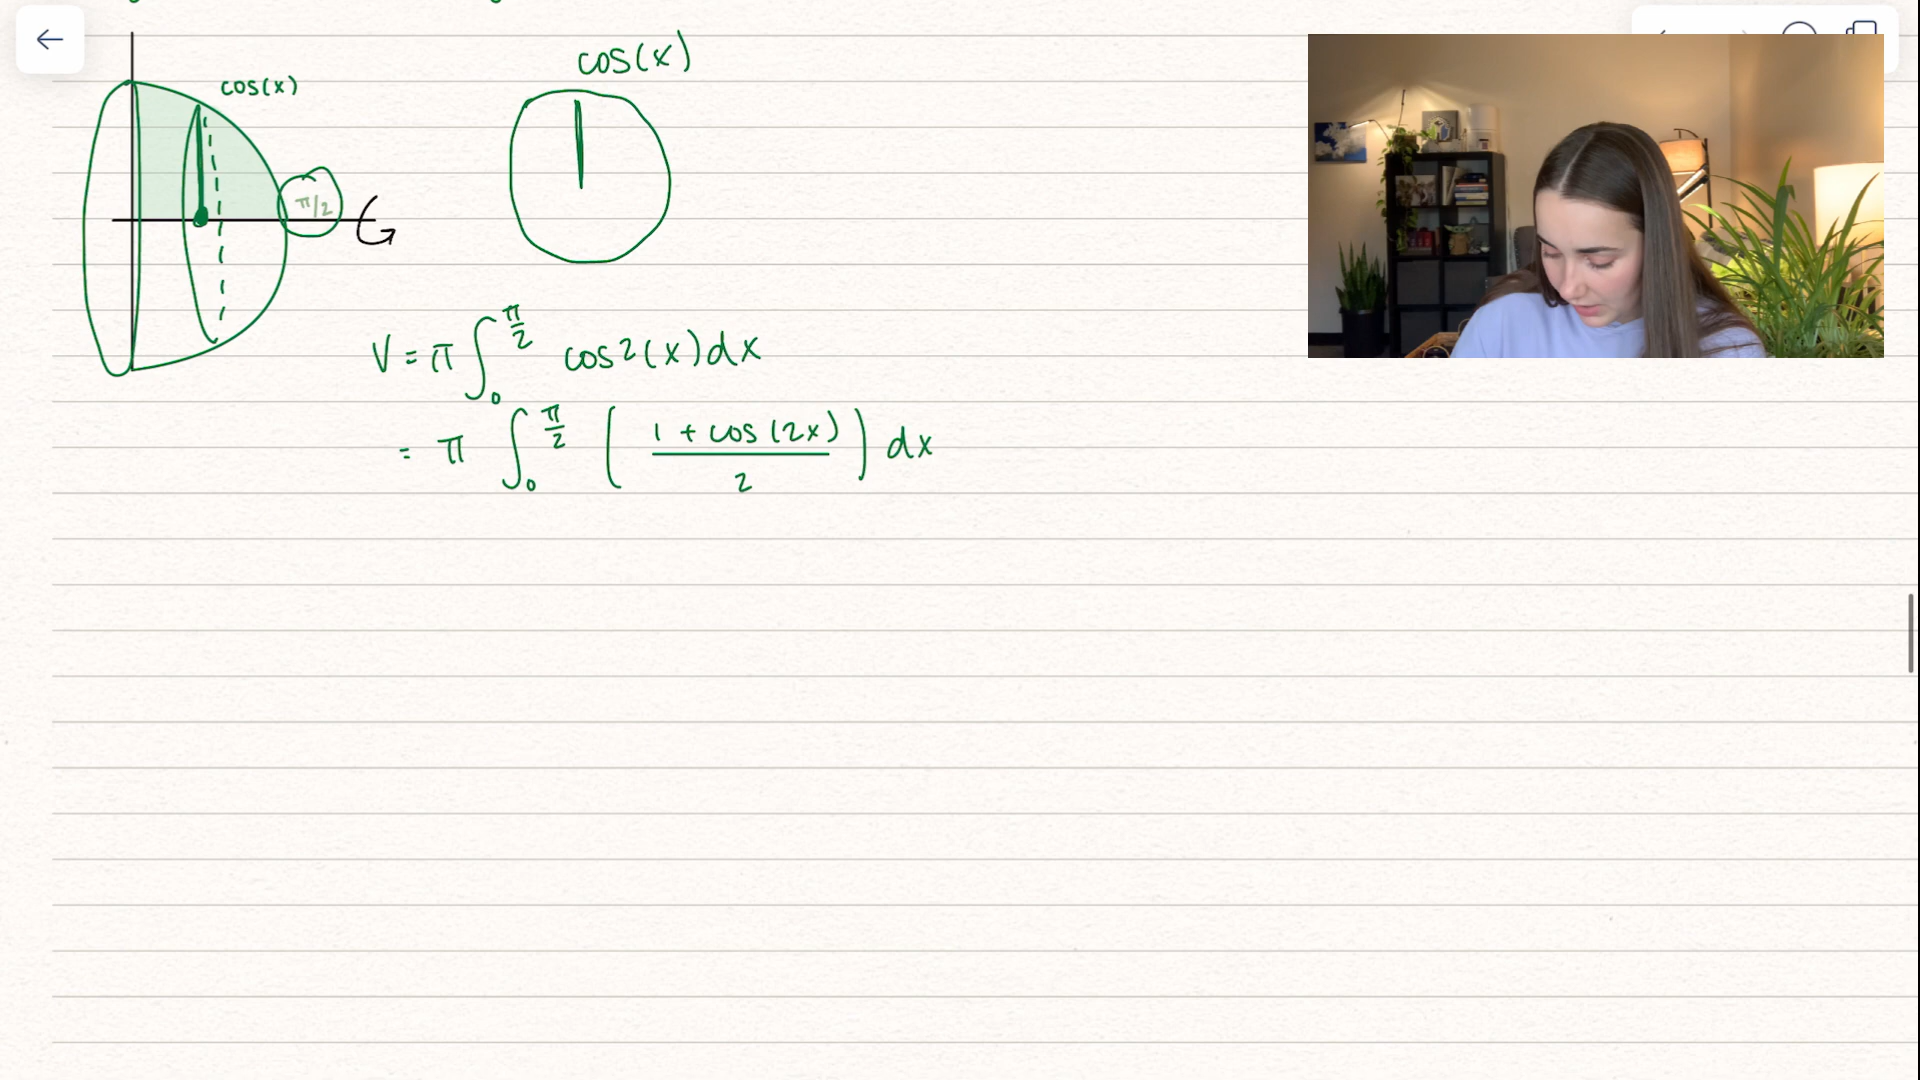 cos(x)
cos(x)
π/2
V = π ∫₀^(π/2) cos2(x)dx
= π ∫₀^(π/2) ( (1 + cos(2x))/2 ) dx